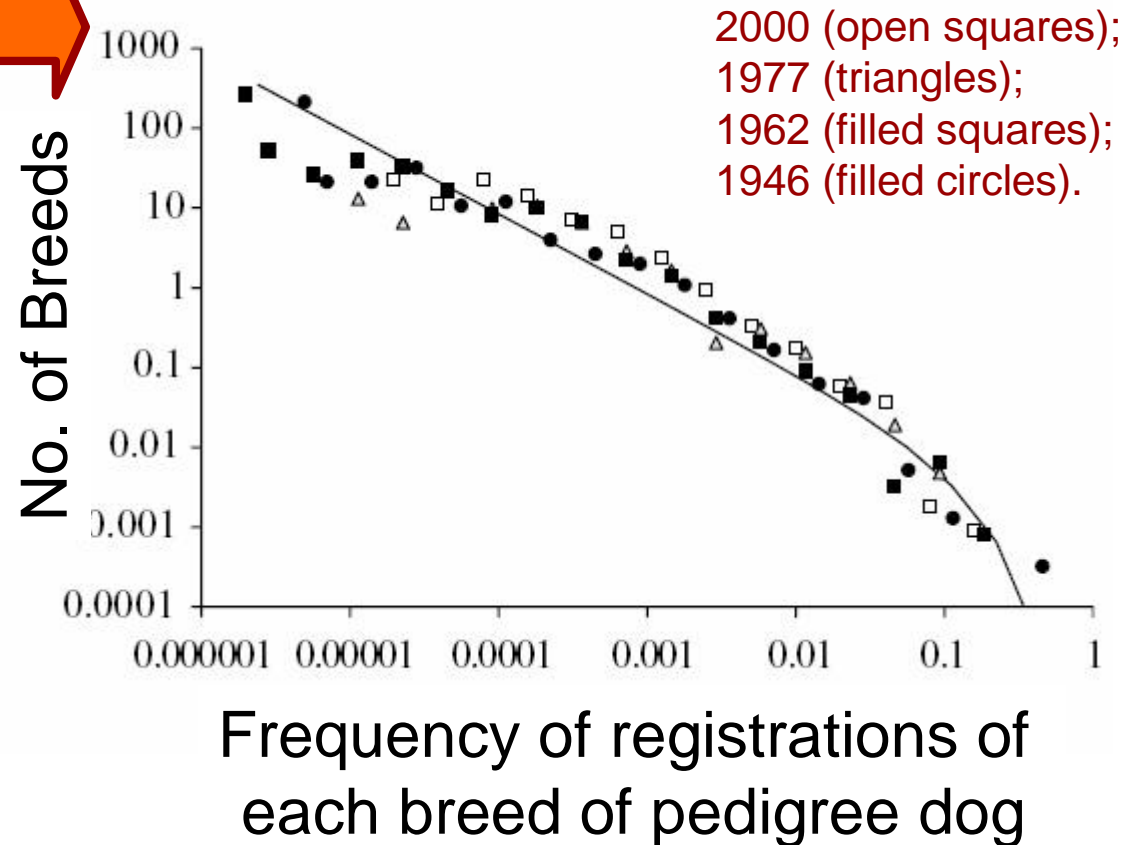 2000 (open squares);
1977 (triangles);
1962 (filled squares);
1946 (filled circles).
No. of Breeds
1000
100
10
1
0.1
0.01
0.001
0.0001
0.000001 0.00001 0.0001 0.001 0.01 0.1 1
Frequency of registrations of
each breed of pedigree dog